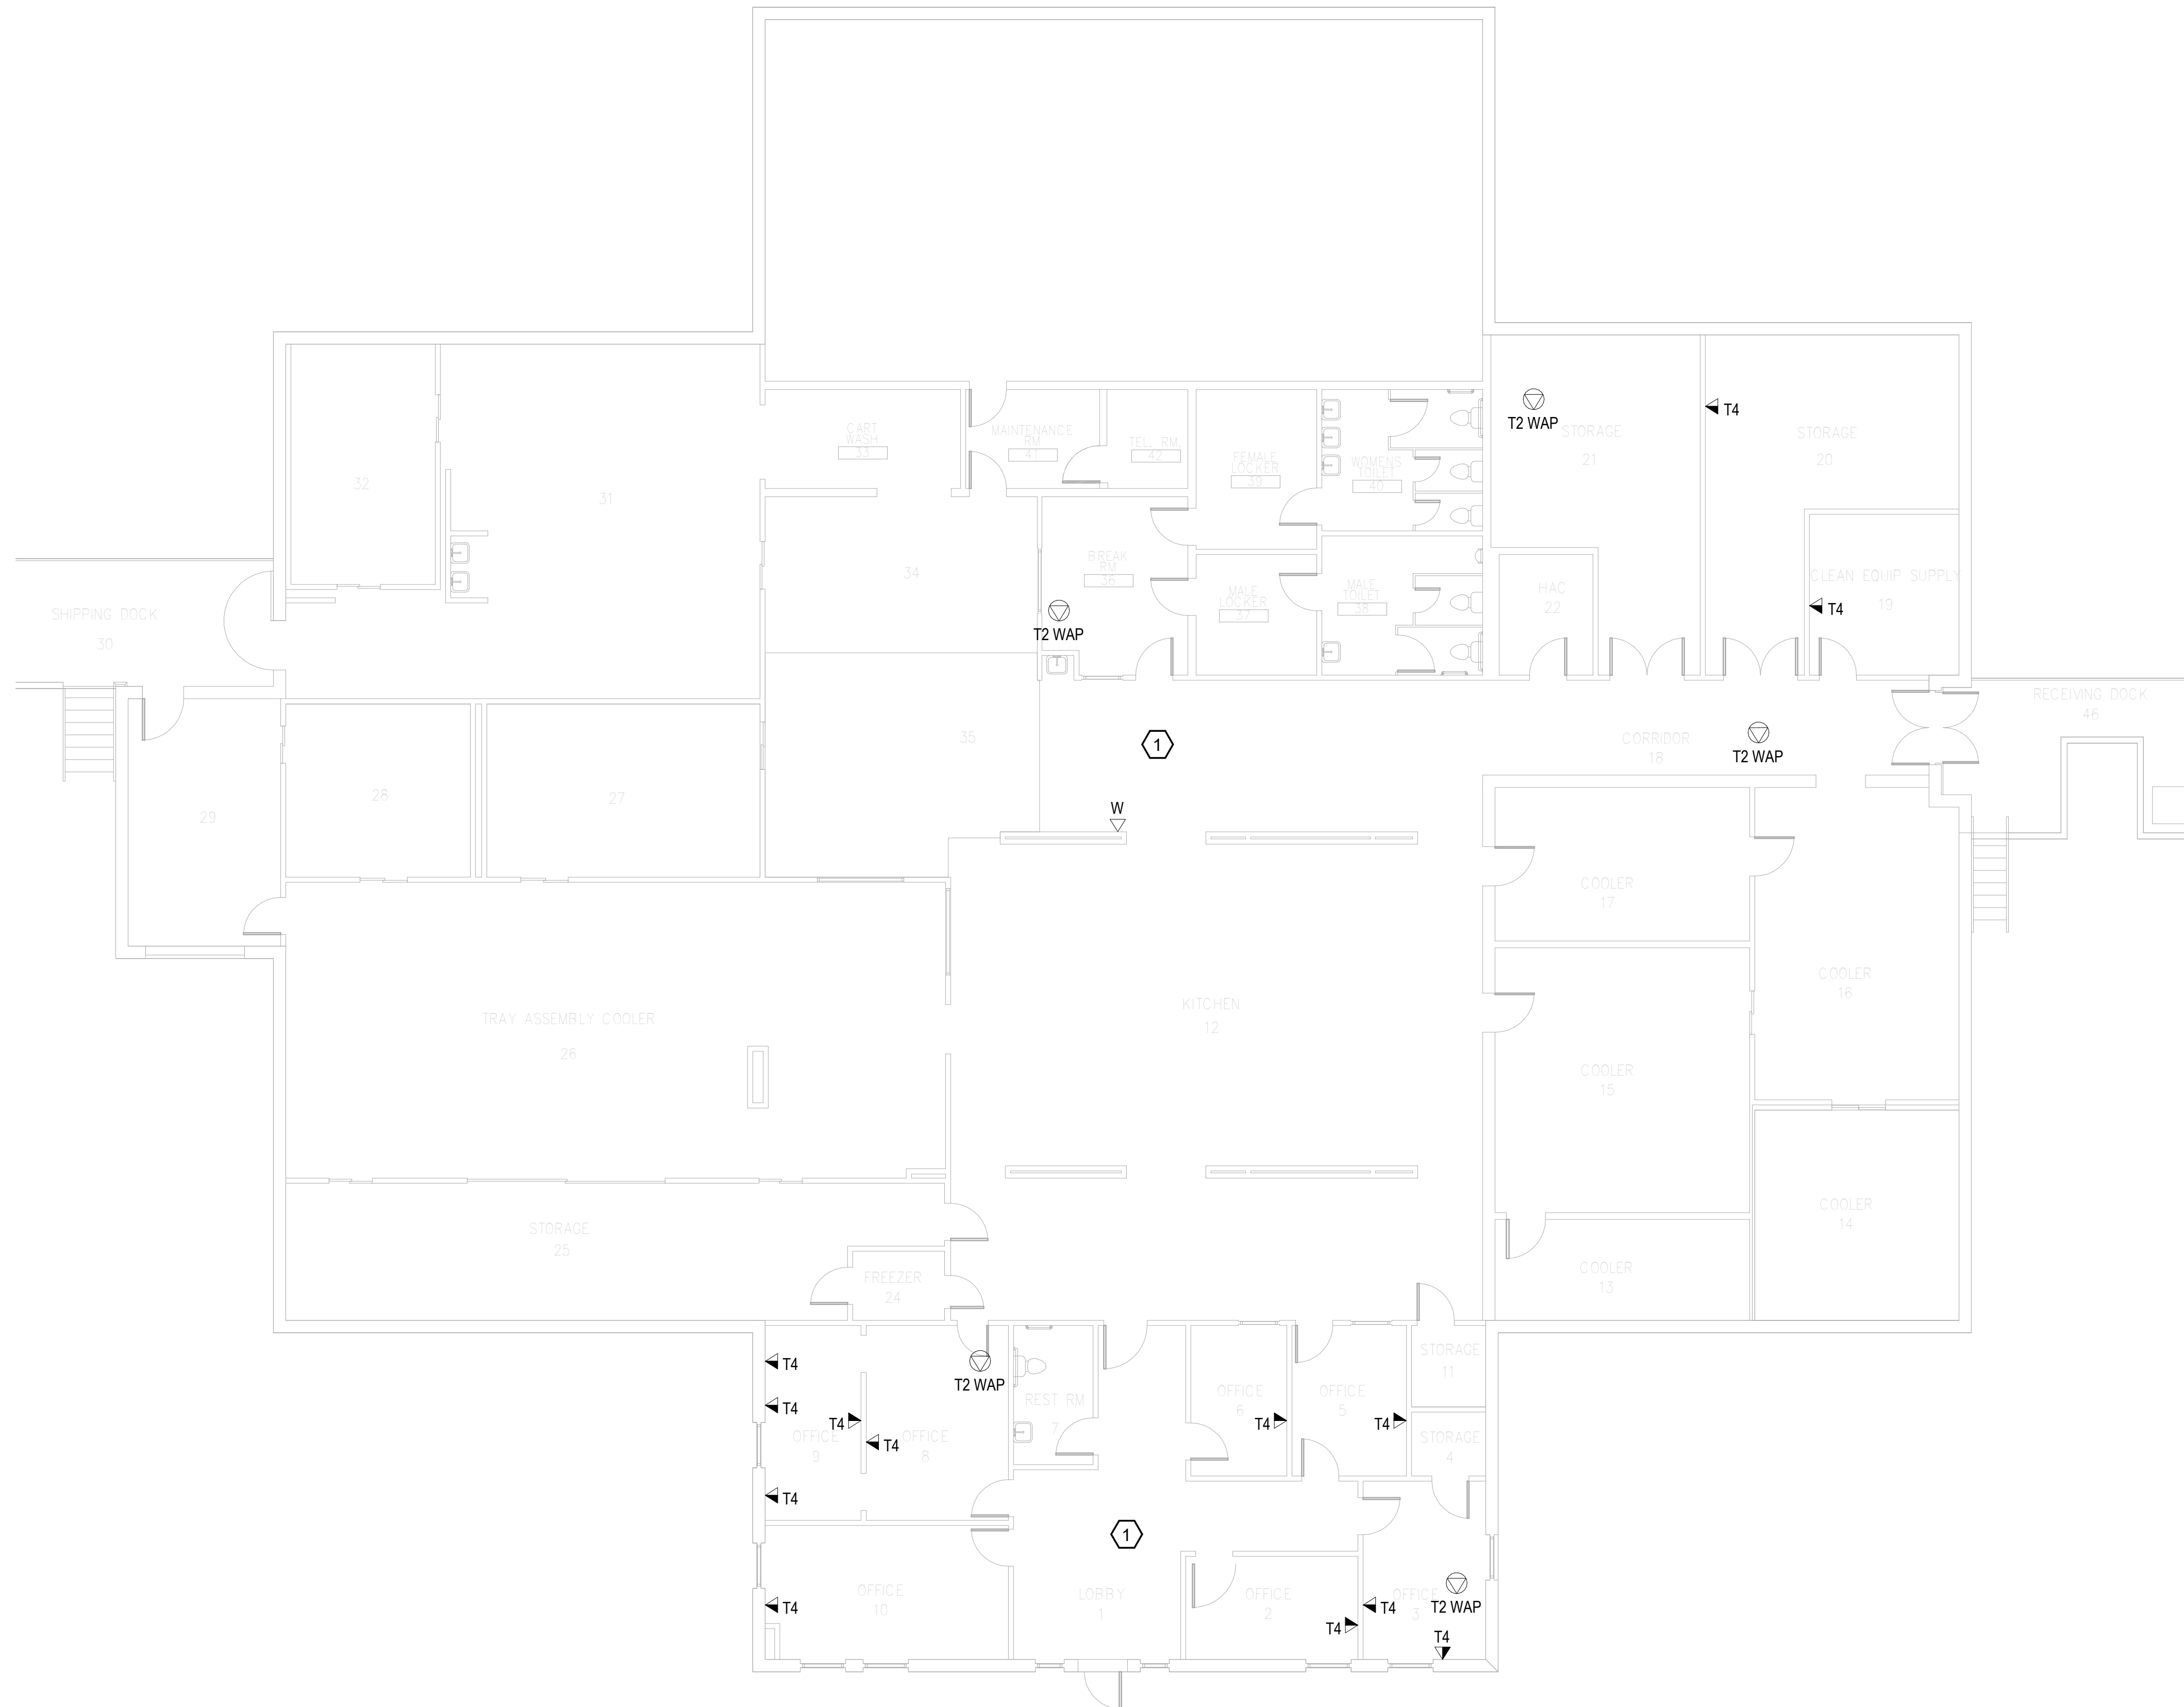 T2 WAP
T4
STORAGE
21
STORAGE
20
CART
WASH
33
MAINTENANCE
RM
41
TEL. RM.
42
FEMALE
LOCKER
39
WOMENS
TOILET
40
32
31
34
BREAK
RM
36
MALE
LOCKER
37
MALE
TOILET
38
HAC
22
CLEAN EQUIP SUPPLY
19
T4
T2 WAP
SHIPPING DOCK
30
RECEIVING DOCK
46
35
1
CORRIDOR
18
T2 WAP
28
27
29
W
COOLER
17
COOLER
16
KITCHEN
12
TRAY ASSEMBLY COOLER
26
COOLER
15
COOLER
14
STORAGE
25
FREEZER
24
COOLER
13
T4
T2 WAP
STORAGE
11
REST RM
7
OFFICE
6
OFFICE
5
T4
T4
T4
T4
T4
OFFICE
9
OFFICE
8
T4
STORAGE
4
T4
1
OFFICE
10
LOBBY
1
OFFICE
2
OFFICE
3
T2 WAP
T4
T4
T4
T4